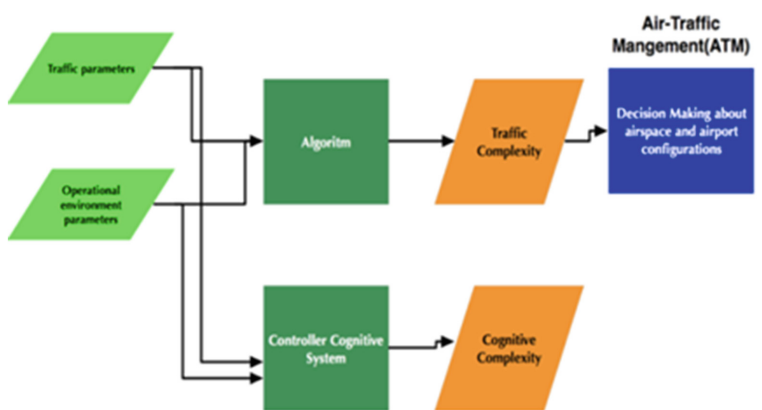 Air-Traffic
Mangement(ATM)
Traffic parameters
Algoritm
Traffic
Complexity
Decision Making about
airspace and airport
configurations
Operational
environment
parameters
Controller Cognitive
System
Cognitive
Complexity